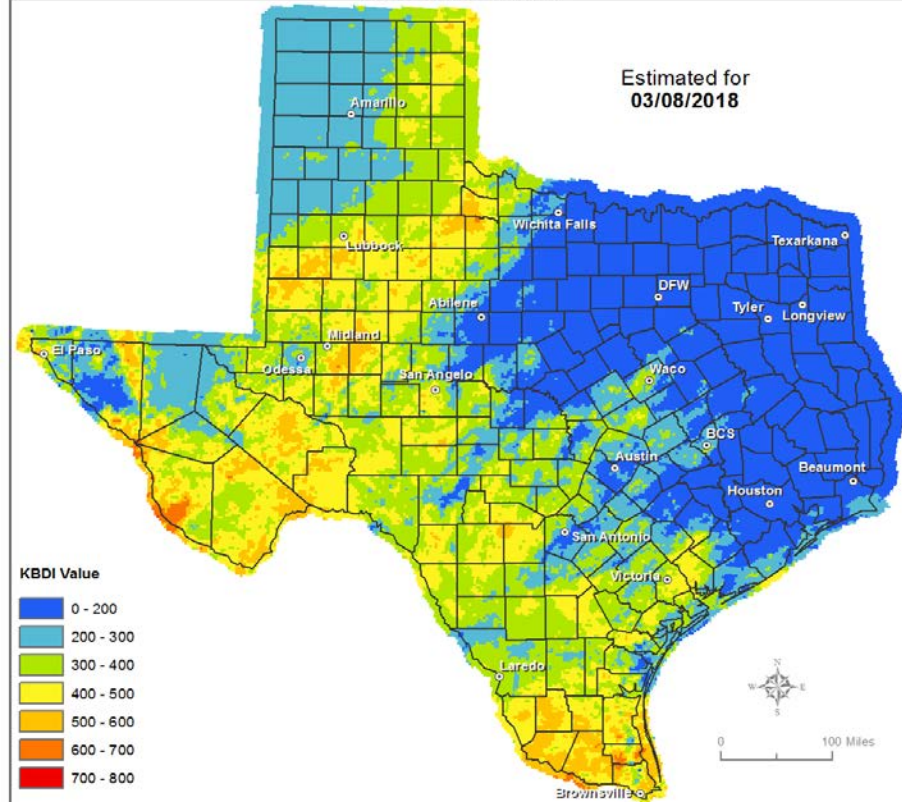 Estimated for
03/08/2018
Amarillo
Wichita Falls
Texarkana
Lubbock
DFW
Abilene
Tyler
Longview
Midland
El Paso
Odessa
San Angelo
Waco
BCS
Austin
Beaumont
Houston
San Antonio
Victoria
KBDI Value
0 - 200
200 - 300
300 - 400
400 - 500
500 - 600
600 - 700
700 - 800
Laredo
N
W
E
S
0
100 Miles
Brownsville